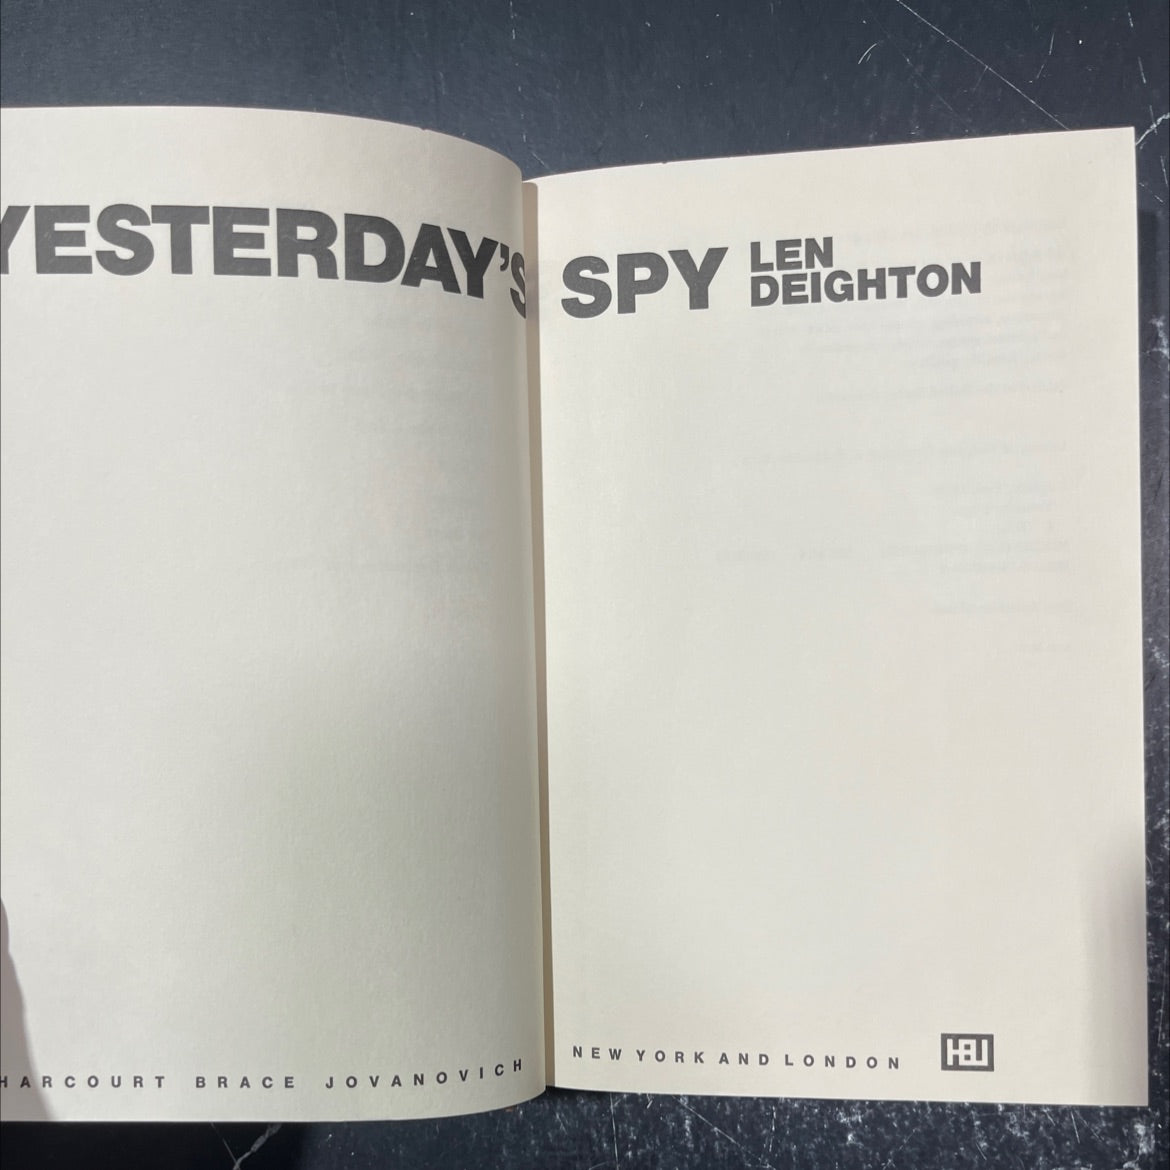 YESTERDAY'S SPY
LEN
DEIGHTON
HARCOURT BRACE JOVANOVICH
NEW YORK AND LONDON
HBJ